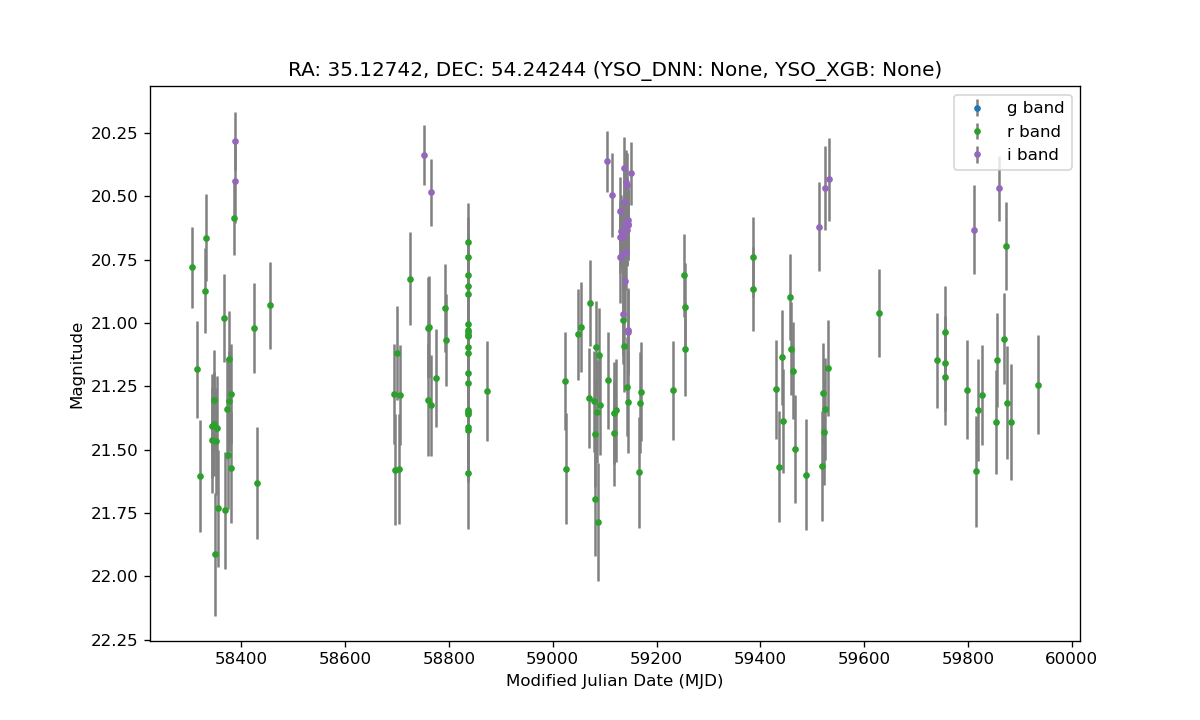 RA: 35.12742, DEC: 54.24244 (YSO_DNN: None, YSO_XGB: None)
g band
r band
i band
20.25
20.50
20.75
21.00
21.25
21.50
21.75
22.00
22.25
Magnitude
58400 58600 58800 59000 59200 59400 59600 59800 60000
Modified Julian Date (MJD)